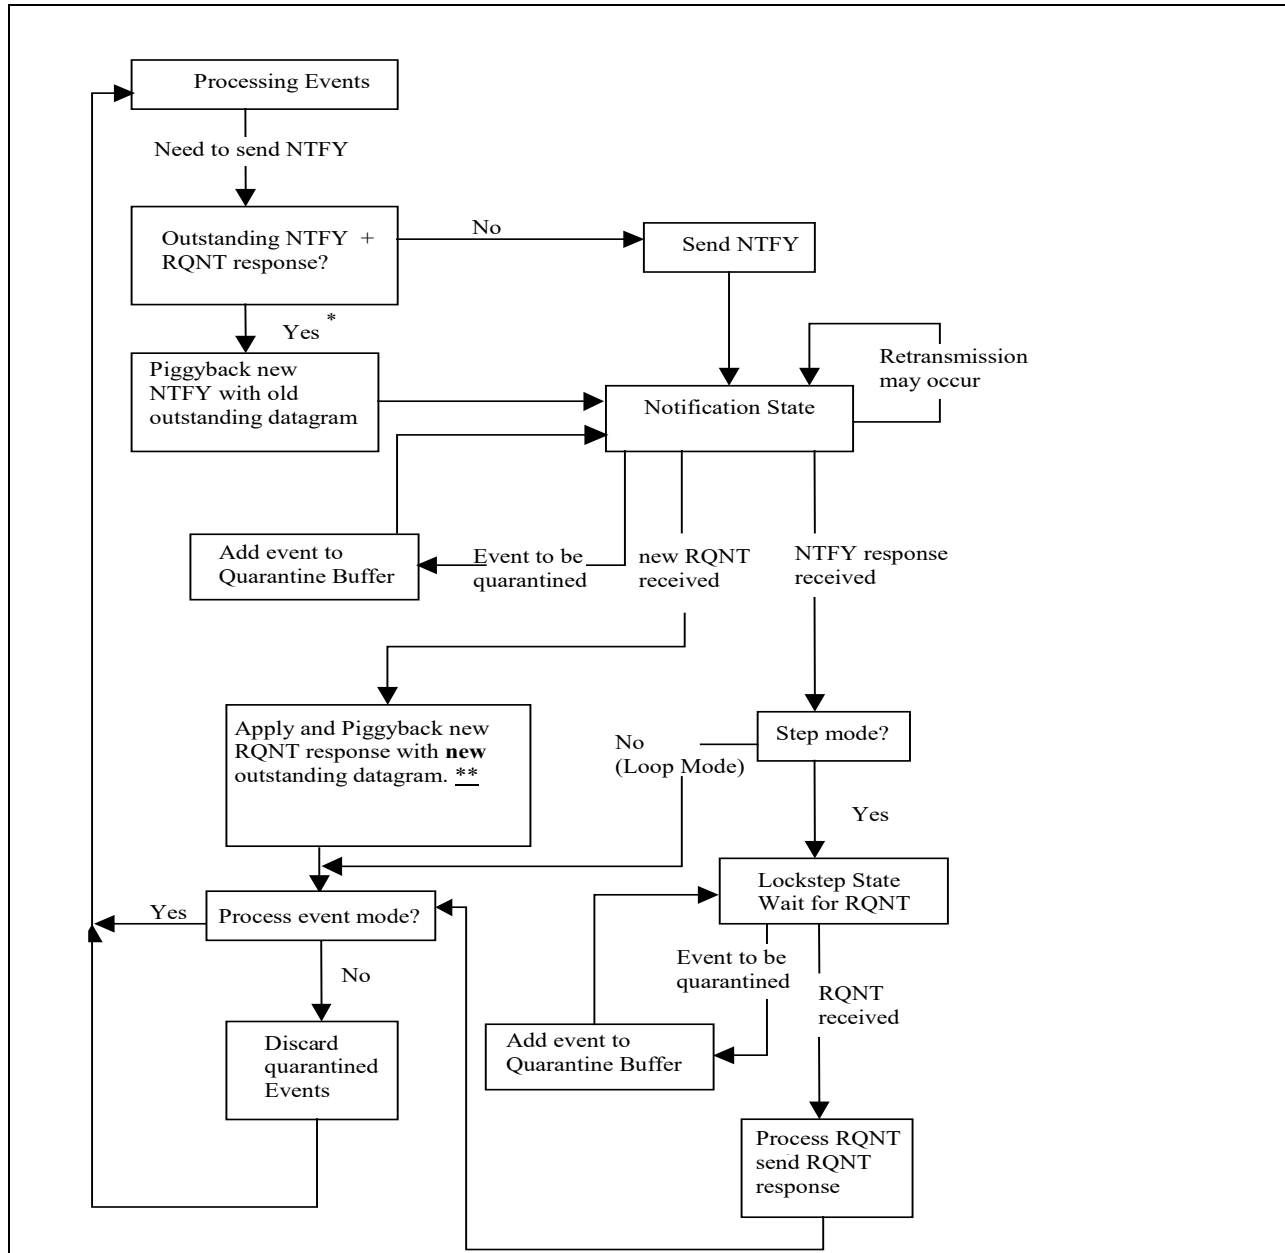 Processing Events
Need to send NTFY
Outstanding NTFY +
RQNT response?
No
Send NTFY
Yes *
Piggyback new
NTFY with old
outstanding datagram
Retransmission
may occur
Notification State
Add event to
Quarantine Buffer
Event to be
quarantined
new RQNT
received
NTFY response
received
Apply and Piggyback new
RQNT response with new
outstanding datagram. **
No
(Loop Mode)
Step mode?
Yes
Lockstep State
Wait for RQNT
Yes
Process event mode?
No
Event to be
quarantined
RQNT
received
Add event to
Quarantine Buffer
Discard
quarantined
Events
Process RQNT
send RQNT
response